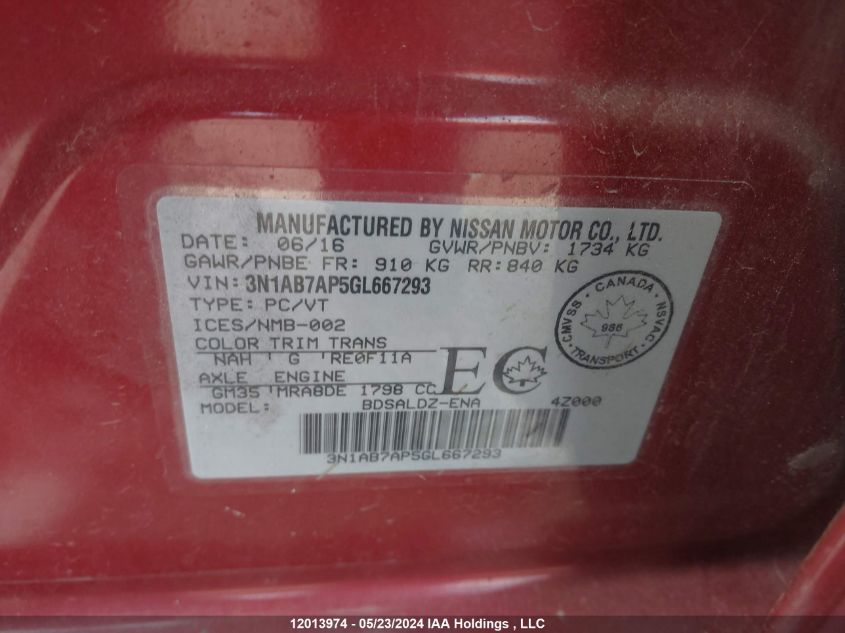 MANUFACTURED BY NISSAN MOTOR CO., LTD.
DATE: 06/16 GVWR/PNBV: 1734 KG
GAWR/PNBE FR: 910 KG RR: 840 KG
VIN: 3N1AB7AP5GL667293
TYPE: PC/VT
ICES/NMB-002
COLOR TRIM TRANS
NAH ' G 'RE0F11A
AXLE ENGINE
GM35 'MRA8DE 1798 CC
EC
MODEL: BDSALDZ-ENA 4Z000
3N1AB7AP5GL667293
CMVSS · CANADA · NSVAC · TRANSPORT ·
986
12013974 - 05/23/2024 IAA Holdings , LLC